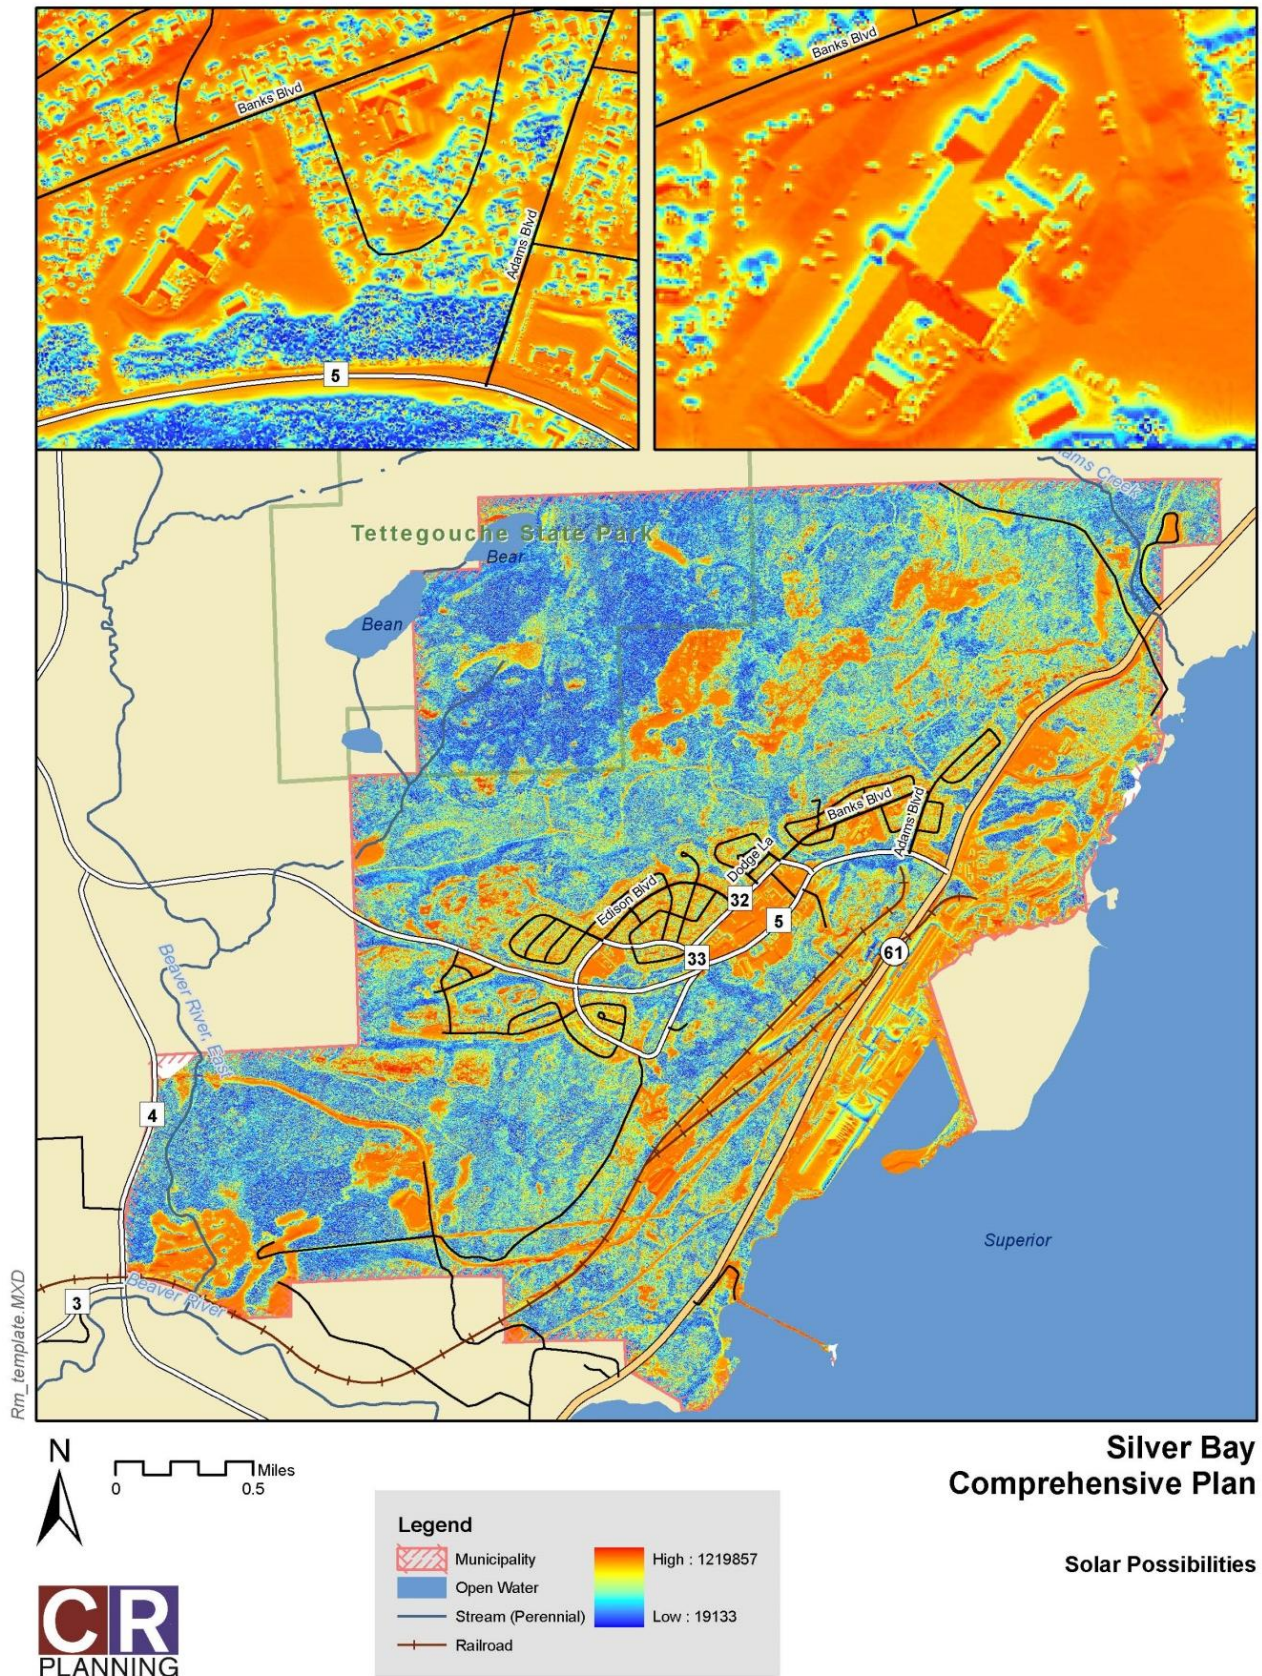 Banks Blvd
Adams Blvd
5
Banks Blvd
ams Creek
Tettegouche State Park
Bear
Bean
Banks Blvd
Adams Blvd
Dodge La
Edison Blvd
32
5
33
61
Beaver River, East
4
Superior
3
Beaver River
Rm_template.MXD
N
Miles
0 0.5
Silver Bay
Comprehensive Plan
Solar Possibilities
Legend
Municipality
Open Water
Stream (Perennial)
Railroad
High : 1219857
Low : 19133
CR
PLANNING